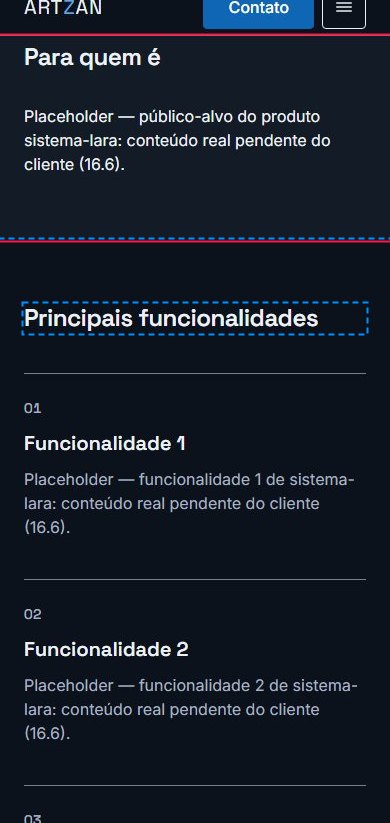 ARTZAN
Contato
Para quem é
Placeholder — público-alvo do produto
sistema-lara: conteúdo real pendente do
cliente (16.6).
Principais funcionalidades
01
Funcionalidade 1
Placeholder — funcionalidade 1 de sistema-
lara: conteúdo real pendente do cliente
(16.6).
02
Funcionalidade 2
Placeholder — funcionalidade 2 de sistema-
lara: conteúdo real pendente do cliente
(16.6).
03